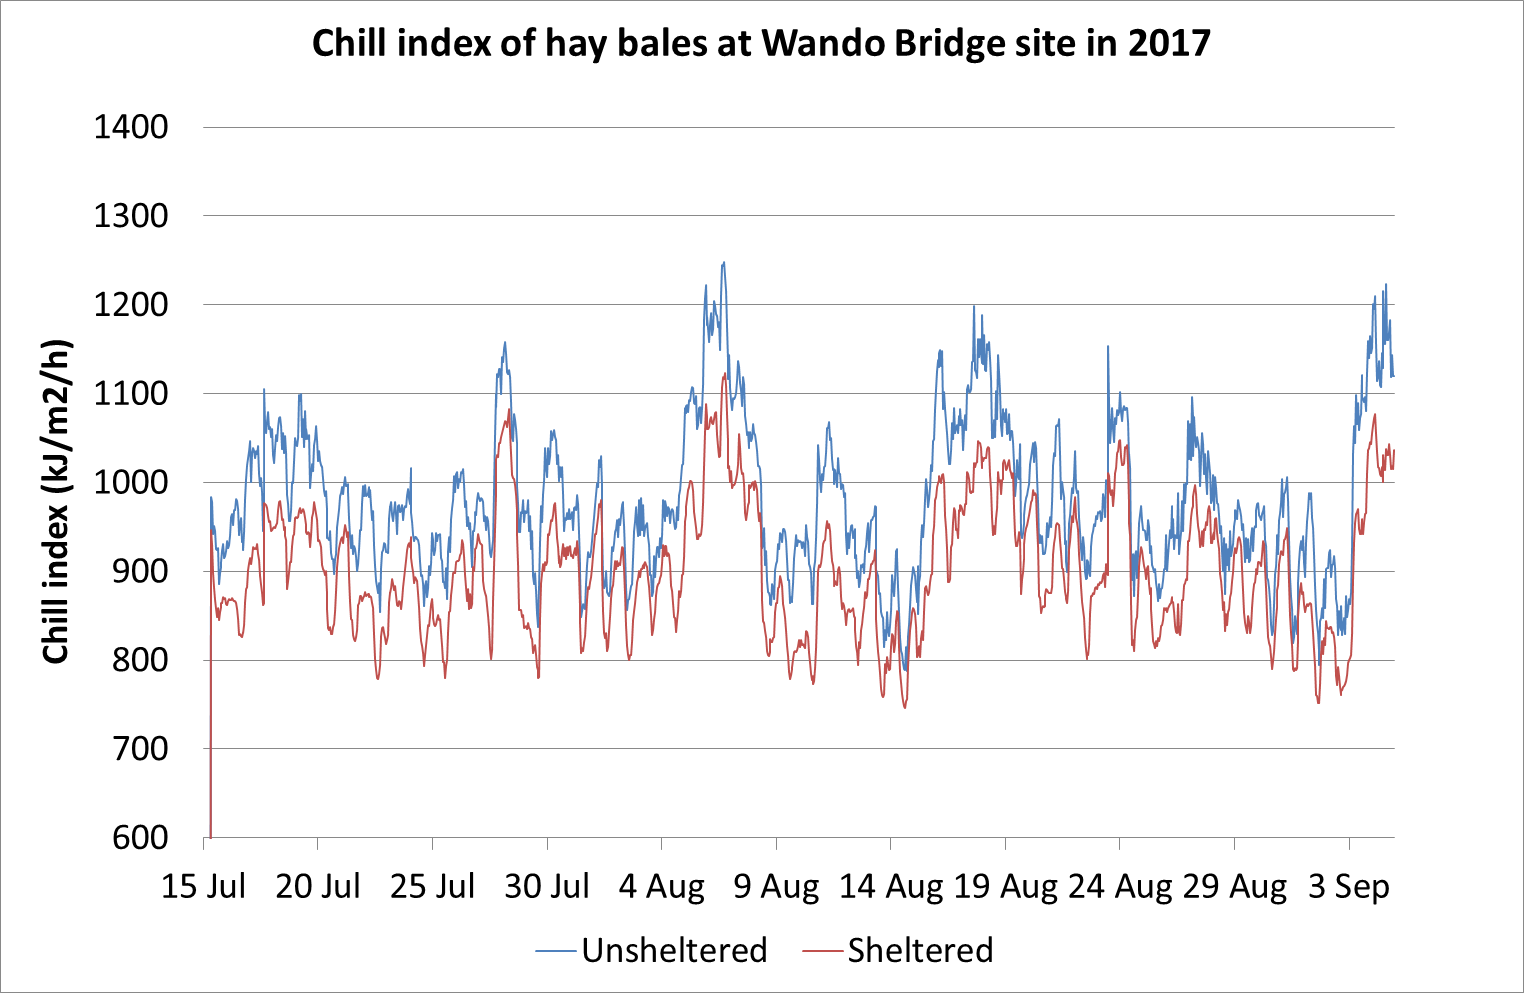 Chill index of hay bales at Wando Bridge site in 2017
1400
1300
1200
1100
1000
900
800
700
600
Chill index (kJ/m2/h)
15 Jul 20 Jul 25 Jul 30 Jul 4 Aug 9 Aug 14 Aug 19 Aug 24 Aug 29 Aug 3 Sep
Unsheltered Sheltered